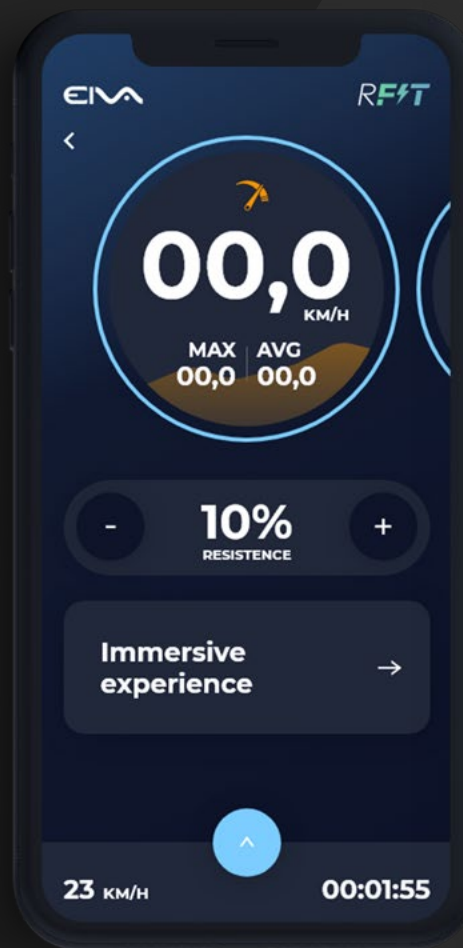 EIVA
RFIT
00,0
KM/H
MAX AVG
00,0 00,0
- 10% +
RESISTENCE
Immersive
experience
23 KM/H 00:01:55